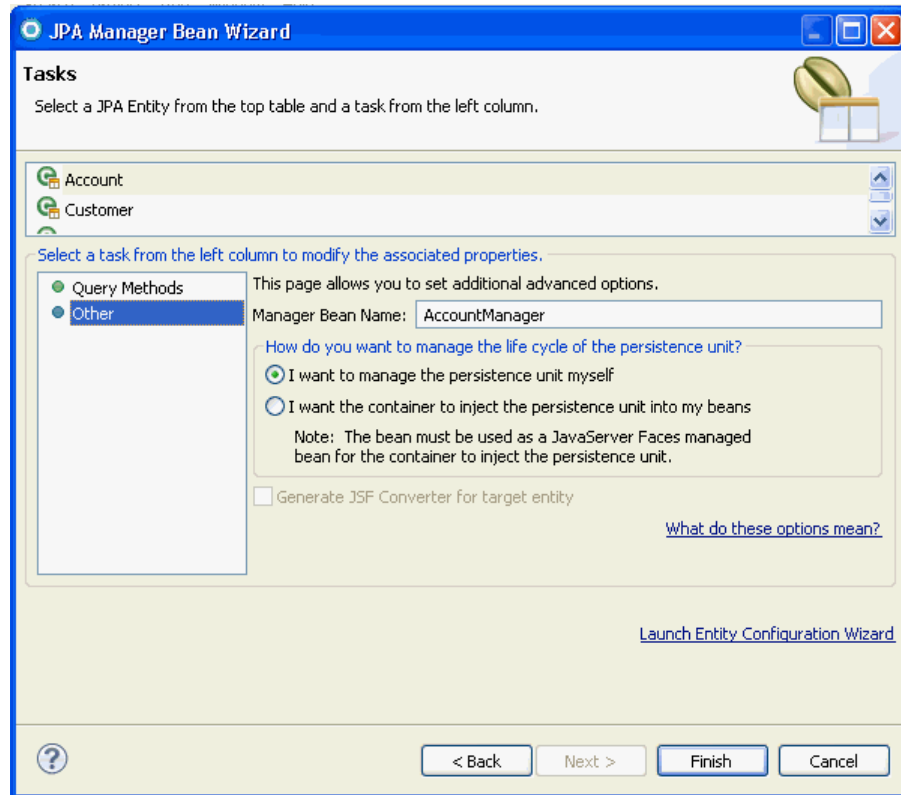 JPA Manager Bean Wizard
Tasks
Select a JPA Entity from the top table and a task from the left column.
Account
Customer
Select a task from the left column to modify the associated properties.
Query Methods
Other
This page allows you to set additional advanced options.
Manager Bean Name: AccountManager
How do you want to manage the life cycle of the persistence unit?
I want to manage the persistence unit myself
I want the container to inject the persistence unit into my beans
Note: The bean must be used as a JavaServer Faces managed
bean for the container to inject the persistence unit.
Generate JSF Converter for target entity
What do these options mean?
Launch Entity Configuration Wizard
?
< Back Next > Finish Cancel